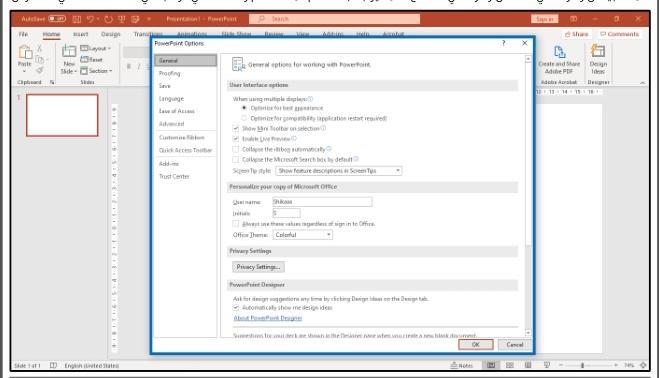 AutoSave Off Presentation1 - PowerPoint Search Sign in
File Home Insert Design Transitions Animations Slide Show Review View Add-ins Help Acrobat Share Comments
Paste
Clipboard
New
Slide
Layout
Reset
Section
Slides
Create and Share
Adobe PDF
Adobe Acrobat
Design
Ideas
Designer
PowerPoint Options ? ×
General
Proofing
Save
Language
Ease of Access
Advanced
Customize Ribbon
Quick Access Toolbar
Add-ins
Trust Center
General options for working with PowerPoint.
User Interface options
When using multiple displays:
Optimize for best appearance
Optimize for compatibility (application restart required)
Show Mini Toolbar on selection
Enable Live Preview
Collapse the ribbon automatically
Collapse the Microsoft Search box by default
ScreenTip style: Show feature descriptions in ScreenTips
Personalize your copy of Microsoft Office
User name: Shikaaa
Initials: S
Always use these values regardless of sign in to Office.
Office Theme: Colorful
Privacy Settings
Privacy Settings...
PowerPoint Designer
Ask for design suggestions any time by clicking Design Ideas on the Design tab.
Automatically show me design ideas
About PowerPoint Designer
Suggestions for your deck are shown in the Designer pane when you create a new blank document.
OK Cancel
1
10 11 12 13 14 15 16
Slide 1 of 1 English (United States) Notes 74%